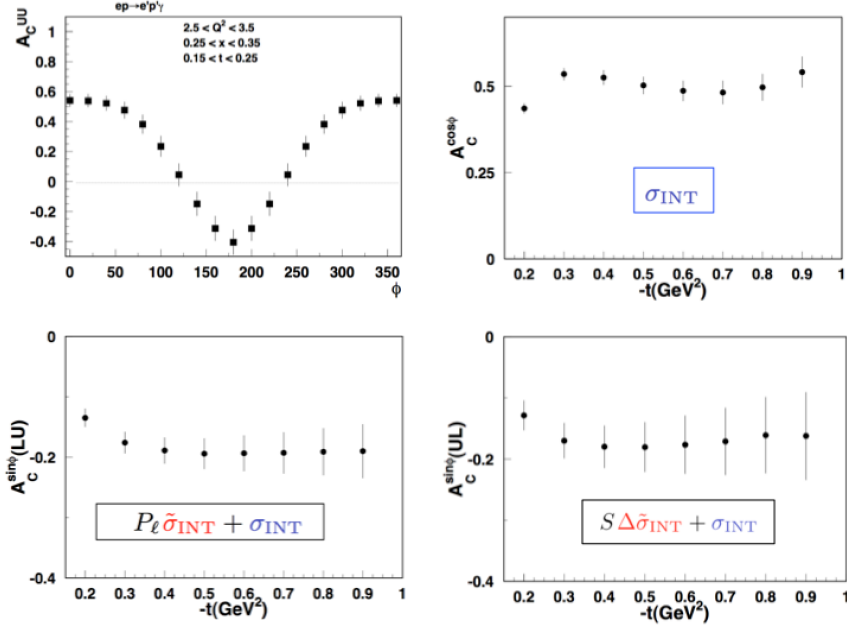 ep→e'p'γ
A_C^UU
2.5 < Q² < 3.5
0.25 < x < 0.35
0.15 < t < 0.25
1
0.8
0.6
0.4
0.2
0
-0.2
-0.4
0 50 100 150 200 250 300 350
ϕ
A_C^cosϕ
0.5
0.25
0
σ_INT
0.2 0.3 0.4 0.5 0.6 0.7 0.8 0.9 1
-t(GeV²)
A_C^sinϕ(LU)
0
-0.2
-0.4
P_ℓ σ̃_INT + σ_INT
0.2 0.3 0.4 0.5 0.6 0.7 0.8 0.9 1
-t(GeV²)
A_C^sinϕ(UL)
0
-0.2
-0.4
S Δσ̃_INT + σ_INT
0.2 0.3 0.4 0.5 0.6 0.7 0.8 0.9 1
-t(GeV²)